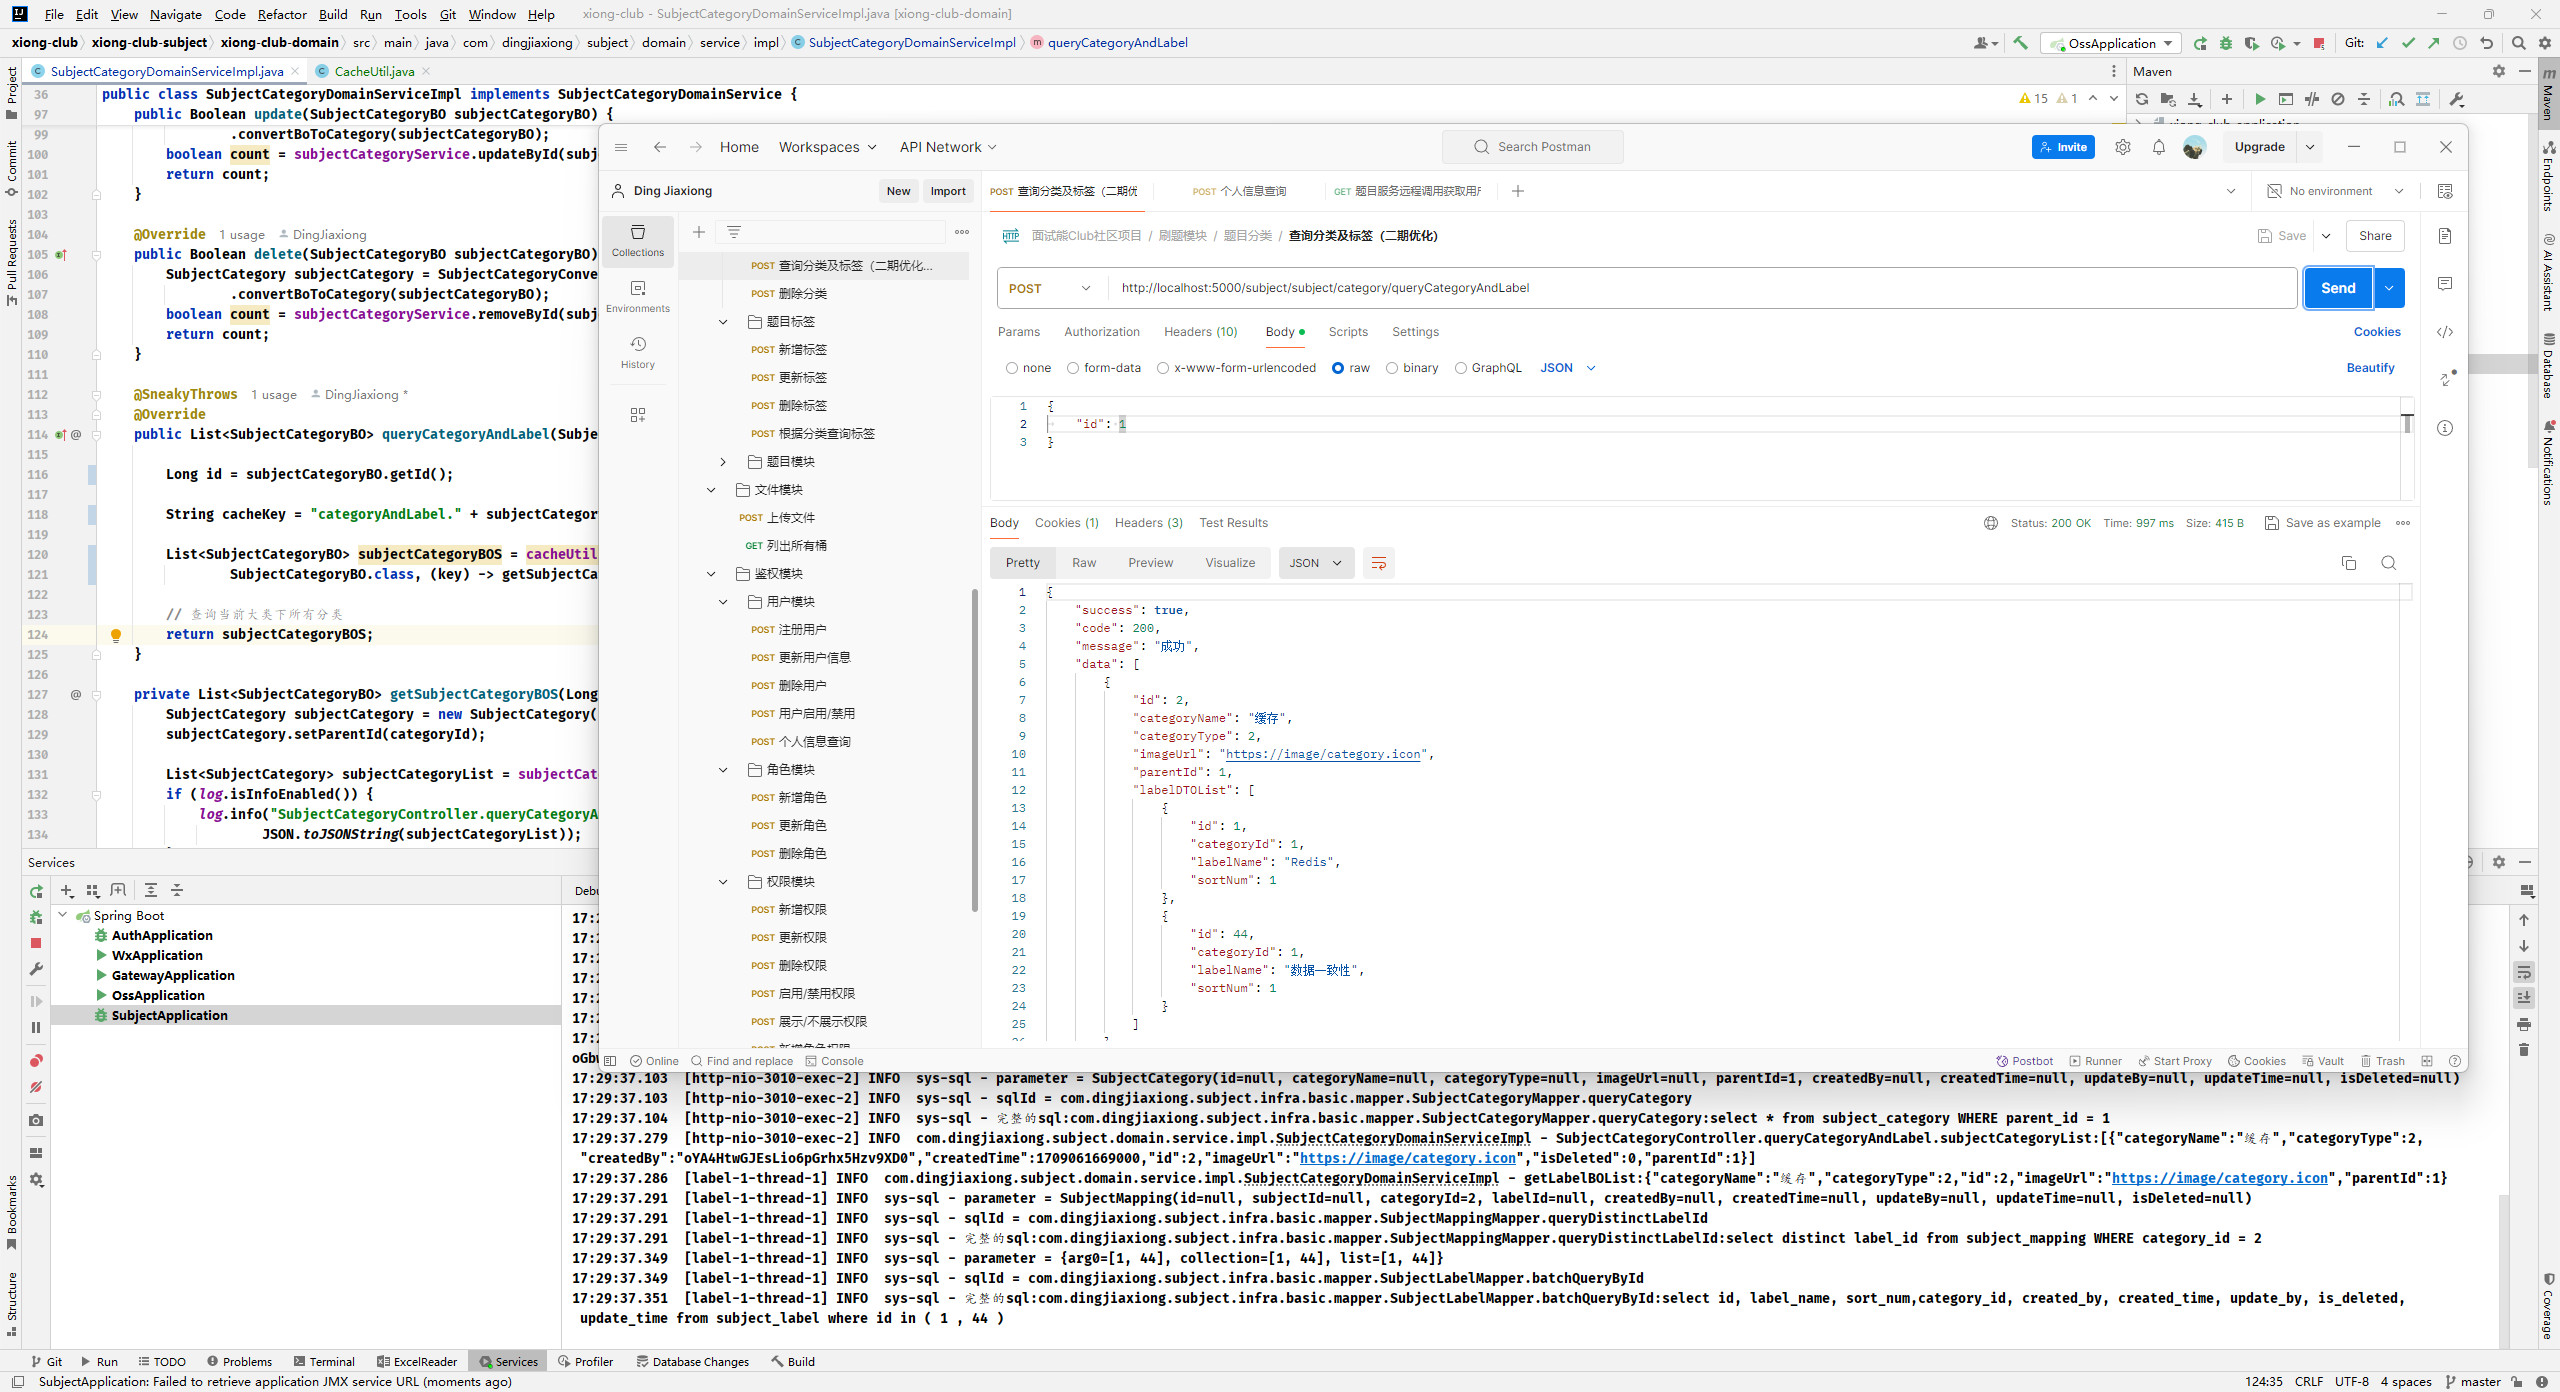 File Edit View Navigate Code Refactor Build Run Tools Git Window Help xiong-club - SubjectCategoryDomainServiceImpl.java [xiong-club-domain]
xiong-club xiong-club-subject xiong-club-domain src main java com dingjiaxiong subject domain service impl SubjectCategoryDomainServiceImpl queryCategoryAndLabel
OssApplication Git:
SubjectCategoryDomainServiceImpl.java CacheUtil.java
Maven
Project
Commit
Pull Requests
Bookmarks
Structure
15 1
36 public class SubjectCategoryDomainServiceImpl implements SubjectCategoryDomainService {
97 public Boolean update(SubjectCategoryBO subjectCategoryBO) {
99 .convertBoToCategory(subjectCategoryBO);
100 boolean count = subjectCategoryService.updateById(subj
101 return count;
102 }
103
104 @Override 1 usage DingJiaxiong
105 public Boolean delete(SubjectCategoryBO subjectCategoryBO)
106 SubjectCategory subjectCategory = SubjectCategoryConve
107 .convertBoToCategory(subjectCategoryBO);
108 boolean count = subjectCategoryService.removeById(subj
109 return count;
110 }
111
112 @SneakyThrows 1 usage DingJiaxiong *
113 @Override
114 public List<SubjectCategoryBO> queryCategoryAndLabel(Subje
115
116 Long id = subjectCategoryBO.getId();
117
118 String cacheKey = "categoryAndLabel." + subjectCategor
119
120 List<SubjectCategoryBO> subjectCategoryBOS = cacheUtil
121 SubjectCategoryBO.class, (key) -> getSubjectCa
122
123 // 查询当前大类下所有分类
124 return subjectCategoryBOS;
125 }
126
127 private List<SubjectCategoryBO> getSubjectCategoryBOS(Long
128 SubjectCategory subjectCategory = new SubjectCategory(
129 subjectCategory.setParentId(categoryId);
130
131 List<SubjectCategory> subjectCategoryList = subjectCat
132 if (log.isInfoEnabled()) {
133 log.info("SubjectCategoryController.queryCategoryA
134 JSON.toJSONString(subjectCategoryList));
Home Workspaces API Network Search Postman Invite Upgrade
Ding Jiaxiong New Import
Collections
Environments
History
POST 查询分类及标签（二期优化...
POST 删除分类
题目标签
POST 新增标签
POST 更新标签
POST 删除标签
POST 根据分类查询标签
题目模块
文件模块
POST 上传文件
GET 列出所有桶
鉴权模块
用户模块
POST 注册用户
POST 更新用户信息
POST 删除用户
POST 用户启用/禁用
POST 个人信息查询
角色模块
POST 新增角色
POST 更新角色
POST 删除角色
权限模块
POST 新增权限
POST 更新权限
POST 删除权限
POST 启用/禁用权限
POST 展示/不展示权限
POST 查询分类及标签（二期优 POST 个人信息查询 GET 题目服务远程调用获取用户 No environment
HTTP 面试熊Club社区项目 / 刷题模块 / 题目分类 / 查询分类及标签（二期优化） Save Share
POST http://localhost:5000/subject/subject/category/queryCategoryAndLabel Send
Params Authorization Headers (10) Body Scripts Settings Cookies
none form-data x-www-form-urlencoded raw binary GraphQL JSON Beautify
1 {
2 "id": 1
3 }
Body Cookies (1) Headers (3) Test Results Status: 200 OK Time: 997 ms Size: 415 B Save as example
Pretty Raw Preview Visualize JSON
1 {
2 "success": true,
3 "code": 200,
4 "message": "成功",
5 "data": [
6 {
7 "id": 2,
8 "categoryName": "缓存",
9 "categoryType": 2,
10 "imageUrl": "https://image/category.icon",
11 "parentId": 1,
12 "labelDTOList": [
13 {
14 "id": 1,
15 "categoryId": 1,
16 "labelName": "Redis",
17 "sortNum": 1
18 },
19 {
20 "id": 44,
21 "categoryId": 1,
22 "labelName": "数据一致性",
23 "sortNum": 1
24 }
25 ]
Online Find and replace Console Postbot Runner Start Proxy Cookies Vault Trash
Maven
Endpoints
AI Assistant
Database
Notifications
Coverage
Services
Debu
Spring Boot
AuthApplication
WxApplication
GatewayApplication
OssApplication
SubjectApplication
17:29:37.103 [http-nio-3010-exec-2] INFO sys-sql - parameter = SubjectCategory(id=null, categoryName=null, categoryType=null, imageUrl=null, parentId=1, createdBy=null, createdTime=null, updateBy=null, updateTime=null, isDeleted=null)
17:29:37.103 [http-nio-3010-exec-2] INFO sys-sql - sqlId = com.dingjiaxiong.subject.infra.basic.mapper.SubjectCategoryMapper.queryCategory
17:29:37.104 [http-nio-3010-exec-2] INFO sys-sql - 完整的sql:com.dingjiaxiong.subject.infra.basic.mapper.SubjectCategoryMapper.queryCategory:select * from subject_category WHERE parent_id = 1
17:29:37.279 [http-nio-3010-exec-2] INFO com.dingjiaxiong.subject.domain.service.impl.SubjectCategoryDomainServiceImpl - SubjectCategoryController.queryCategoryAndLabel.subjectCategoryList:[{"categoryName":"缓存","categoryType":2,
"createdBy":"oYA4HtwGJEsLio6pGrhx5Hzv9XD0","createdTime":1709061669000,"id":2,"imageUrl":"https://image/category.icon","isDeleted":0,"parentId":1}]
17:29:37.286 [label-1-thread-1] INFO com.dingjiaxiong.subject.domain.service.impl.SubjectCategoryDomainServiceImpl - getLabelBOList:{"categoryName":"缓存","categoryType":2,"id":2,"imageUrl":"https://image/category.icon","parentId":1}
17:29:37.291 [label-1-thread-1] INFO sys-sql - parameter = SubjectMapping(id=null, subjectId=null, categoryId=2, labelId=null, createdBy=null, createdTime=null, updateBy=null, updateTime=null, isDeleted=null)
17:29:37.291 [label-1-thread-1] INFO sys-sql - sqlId = com.dingjiaxiong.subject.infra.basic.mapper.SubjectMappingMapper.queryDistinctLabelId
17:29:37.291 [label-1-thread-1] INFO sys-sql - 完整的sql:com.dingjiaxiong.subject.infra.basic.mapper.SubjectMappingMapper.queryDistinctLabelId:select distinct label_id from subject_mapping WHERE category_id = 2
17:29:37.349 [label-1-thread-1] INFO sys-sql - parameter = {arg0=[1, 44], collection=[1, 44], list=[1, 44]}
17:29:37.349 [label-1-thread-1] INFO sys-sql - sqlId = com.dingjiaxiong.subject.infra.basic.mapper.SubjectLabelMapper.batchQueryById
17:29:37.351 [label-1-thread-1] INFO sys-sql - 完整的sql:com.dingjiaxiong.subject.infra.basic.mapper.SubjectLabelMapper.batchQueryById:select id, label_name, sort_num,category_id, created_by, created_time, update_by, is_deleted,
update_time from subject_label where id in ( 1 , 44 )
Git Run TODO Problems Terminal ExcelReader Services Profiler Database Changes Build
SubjectApplication: Failed to retrieve application JMX service URL (moments ago) 124:35 CRLF UTF-8 4 spaces master